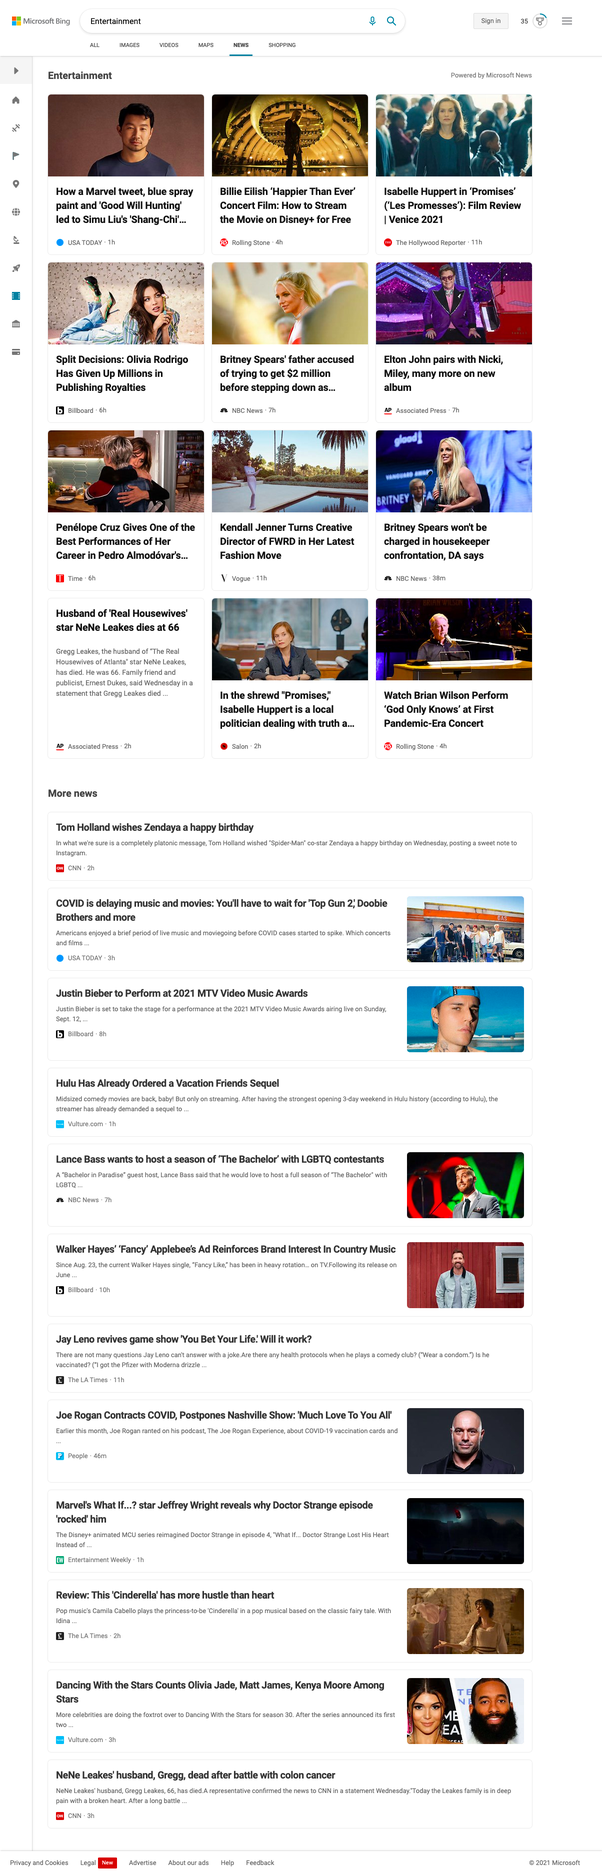 Microsoft Bing
Entertainment
Sign in
35
ALL
IMAGES
VIDEOS
MAPS
NEWS
SHOPPING
Entertainment
Powered by Microsoft News
How a Marvel tweet, blue spray
paint and 'Good Will Hunting'
led to Simu Liu's 'Shang-Chi'...
USA TODAY · 1h
Billie Eilish 'Happier Than Ever'
Concert Film: How to Stream
the Movie on Disney+ for Free
Rolling Stone · 4h
Isabelle Huppert in 'Promises'
('Les Promesses'): Film Review
| Venice 2021
The Hollywood Reporter · 11h
Split Decisions: Olivia Rodrigo
Has Given Up Millions in
Publishing Royalties
Billboard · 6h
Britney Spears' father accused
of trying to get $2 million
before stepping down as...
NBC News · 7h
Elton John pairs with Nicki,
Miley, many more on new
album
AP Associated Press · 7h
Penélope Cruz Gives One of the
Best Performances of Her
Career in Pedro Almodóvar's...
Time · 6h
Kendall Jenner Turns Creative
Director of FWRD in Her Latest
Fashion Move
Vogue · 11h
Britney Spears won't be
charged in housekeeper
confrontation, DA says
NBC News · 38m
Husband of 'Real Housewives'
star NeNe Leakes dies at 66
Gregg Leakes, the husband of "The Real
Housewives of Atlanta" star NeNe Leakes,
has died. He was 66. Family friend and
publicist, Ernest Dukes, said Wednesday in a
statement that Gregg Leakes died ...
AP Associated Press · 2h
In the shrewd "Promises,"
Isabelle Huppert is a local
politician dealing with truth a...
Salon · 2h
Watch Brian Wilson Perform
'God Only Knows' at First
Pandemic-Era Concert
Rolling Stone · 4h
More news
Tom Holland wishes Zendaya a happy birthday
In what we're sure is a completely platonic message, Tom Holland wished "Spider-Man" co-star Zendaya a happy birthday on Wednesday, posting a sweet note to
Instagram.
CNN · 2h
COVID is delaying music and movies: You'll have to wait for 'Top Gun 2,' Doobie
Brothers and more
Americans enjoyed a brief period of live music and moviegoing before COVID cases started to spike. Which concerts
and films ...
USA TODAY · 3h
Justin Bieber to Perform at 2021 MTV Video Music Awards
Justin Bieber is set to take the stage for a performance at the 2021 MTV Video Music Awards airing live on Sunday,
Sept. 12, ...
Billboard · 8h
Hulu Has Already Ordered a Vacation Friends Sequel
Midsized comedy movies are back, baby! But only on streaming. After having the strongest opening 3-day weekend in Hulu history (according to Hulu), the
streamer has already demanded a sequel to ...
Vulture.com · 1h
Lance Bass wants to host a season of 'The Bachelor' with LGBTQ contestants
A "Bachelor in Paradise" guest host, Lance Bass said that he would love to host a full season of "The Bachelor" with
LGBTQ ...
NBC News · 7h
Walker Hayes' 'Fancy' Applebee's Ad Reinforces Brand Interest In Country Music
Since Aug. 23, the current Walker Hayes single, "Fancy Like," has been in heavy rotation... on TV.Following its release on
June ...
Billboard · 10h
Jay Leno revives game show 'You Bet Your Life.' Will it work?
There are not many questions Jay Leno can't answer with a joke.Are there any health protocols when he plays a comedy club? ("Wear a condom.") Is he
vaccinated? ("I got the Pfizer with Moderna drizzle ...
The LA Times · 11h
Joe Rogan Contracts COVID, Postpones Nashville Show: 'Much Love To You All'
Earlier this month, Joe Rogan ranted on his podcast, The Joe Rogan Experience, about COVID-19 vaccination cards and
...
People · 46m
Marvel's What If...? star Jeffrey Wright reveals why Doctor Strange episode
'rocked' him
The Disney+ animated MCU series reimagined Doctor Strange in episode 4, "What If... Doctor Strange Lost His Heart
Instead of ...
Entertainment Weekly · 1h
Review: This 'Cinderella' has more hustle than heart
Pop music's Camila Cabello plays the princess-to-be 'Cinderella' in a pop musical based on the classic fairy tale. With
Idina ...
The LA Times · 2h
Dancing With the Stars Counts Olivia Jade, Matt James, Kenya Moore Among
Stars
More celebrities are doing the foxtrot over to Dancing With the Stars for season 30. After the series announced its first
two ...
Vulture.com · 3h
NeNe Leakes' husband, Gregg, dead after battle with colon cancer
NeNe Leakes' husband, Gregg Leakes, 66, has died.A representative confirmed the news to CNN in a statement Wednesday."Today the Leakes family is in deep
pain with a broken heart. After a long battle ...
CNN · 3h
Privacy and Cookies
Legal
New
Advertise
About our ads
Help
Feedback
© 2021 Microsoft